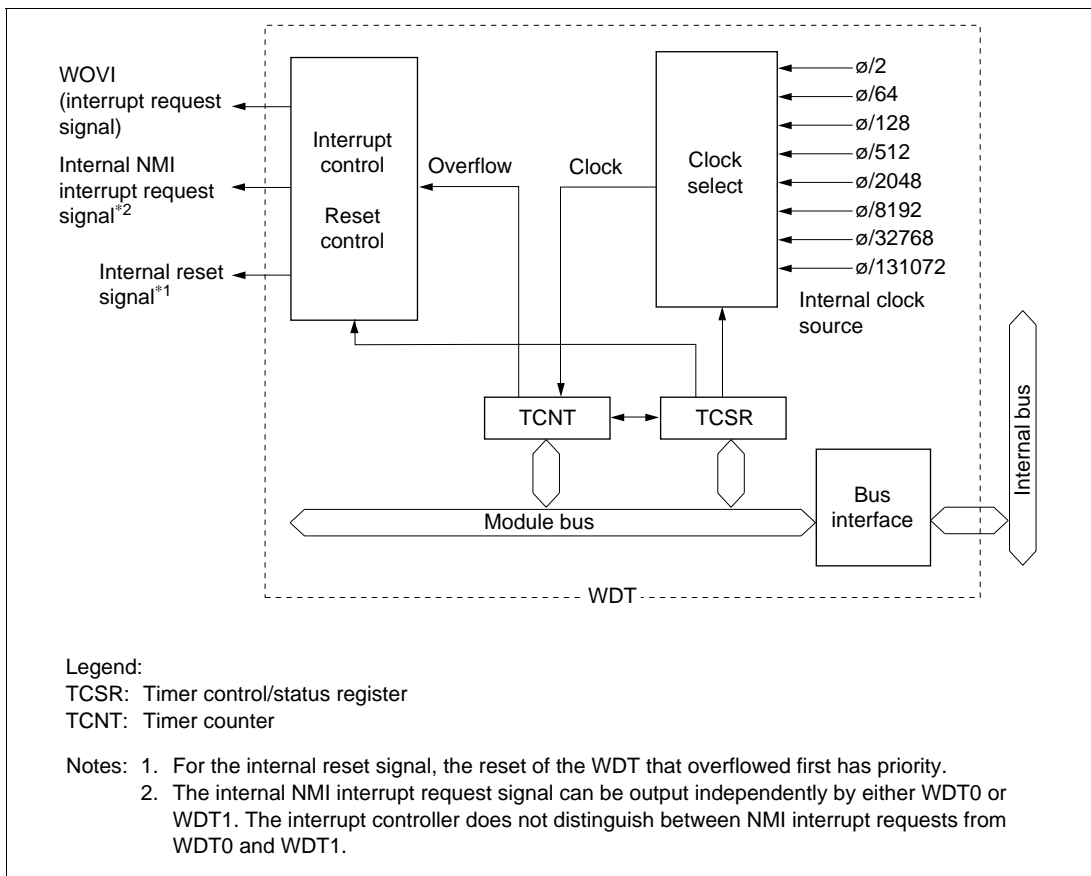 WOVI
(interrupt request
signal)
Internal NMI
interrupt request
signal*2
Internal reset
signal*1
Interrupt
control
Reset
control
Overflow
Clock
Clock
select
ø/2
ø/64
ø/128
ø/512
ø/2048
ø/8192
ø/32768
ø/131072
Internal clock
source
TCNT
TCSR
Module bus
Bus
interface
Internal bus
WDT
Legend:
TCSR: Timer control/status register
TCNT: Timer counter
Notes: 1. For the internal reset signal, the reset of the WDT that overflowed first has priority.
2. The internal NMI interrupt request signal can be output independently by either WDT0 or
WDT1. The interrupt controller does not distinguish between NMI interrupt requests from
WDT0 and WDT1.